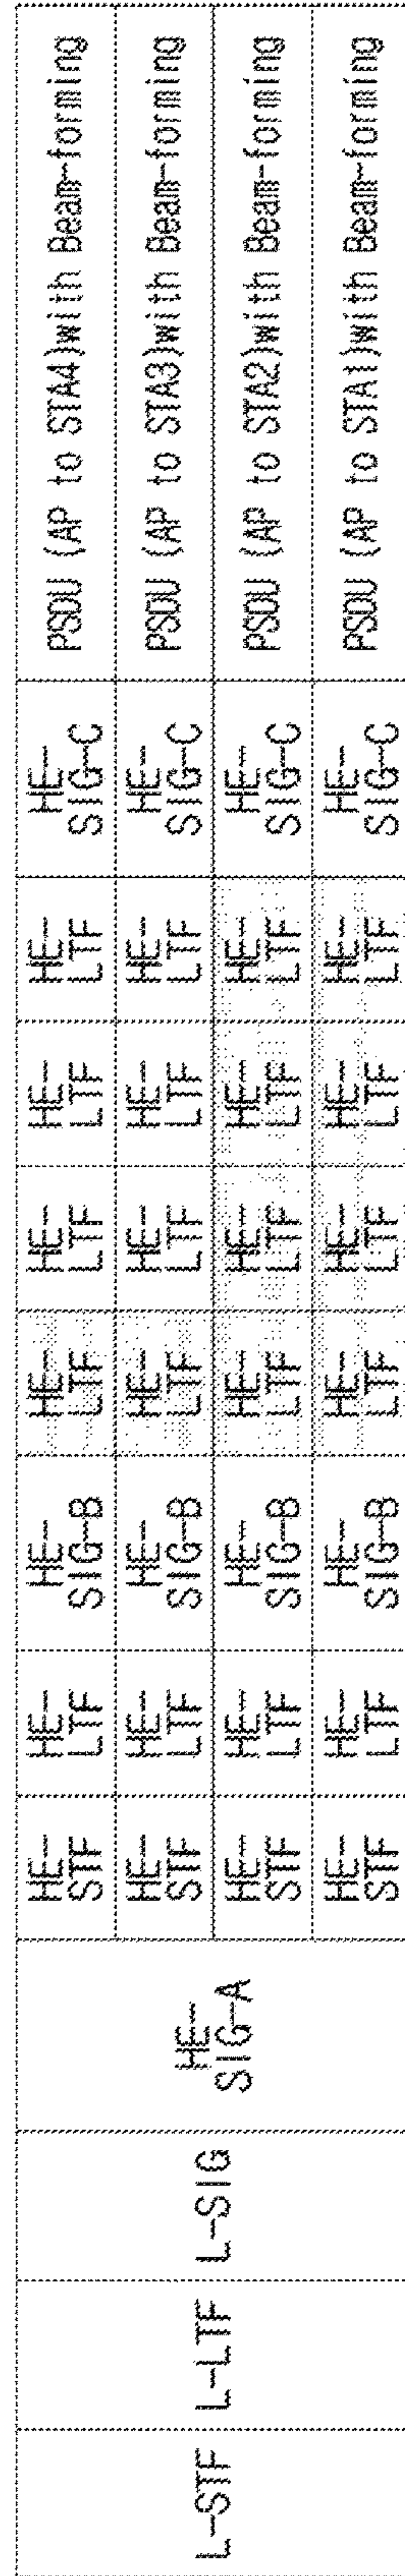 L-STF
L-LTF
L-SIG
HE-
SIG-A
HE-
STF
HE-
LTF
HE-
SIG-B
HE-
LTF
HE-
LTF
HE-
LTF
HE-
LTF
HE-
SIG-C
PSDU (AP to STA4)with Beam-forming
HE-
STF
HE-
LTF
HE-
SIG-B
HE-
LTF
HE-
LTF
HE-
LTF
HE-
LTF
HE-
SIG-C
PSDU (AP to STA3)with Beam-forming
HE-
STF
HE-
LTF
HE-
SIG-B
HE-
LTF
HE-
LTF
HE-
LTF
HE-
LTF
HE-
SIG-C
PSDU (AP to STA2)with Beam-forming
HE-
STF
HE-
LTF
HE-
SIG-B
HE-
LTF
HE-
LTF
HE-
LTF
HE-
LTF
HE-
SIG-C
PSDU (AP to STA1)with Beam-forming